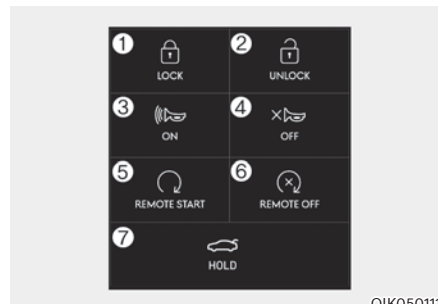 1 2
LOCK UNLOCK
3 4
ON OFF
5 6
REMOTE START REMOTE OFF
7
HOLD